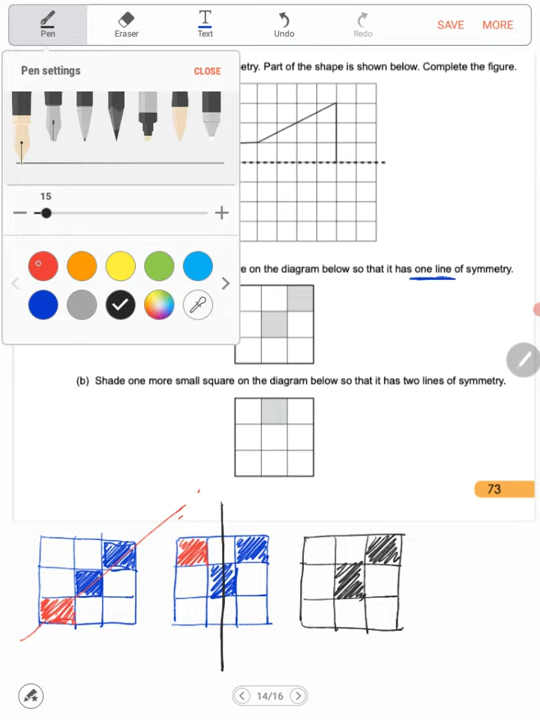 Pen
Eraser
Text
Undo
Redo
SAVE
MORE
Pen settings
CLOSE
etry. Part of the shape is shown below. Complete the figure.
15
e on the diagram below so that it has one line of symmetry.
(b) Shade one more small square on the diagram below so that it has two lines of symmetry.
73
14/16